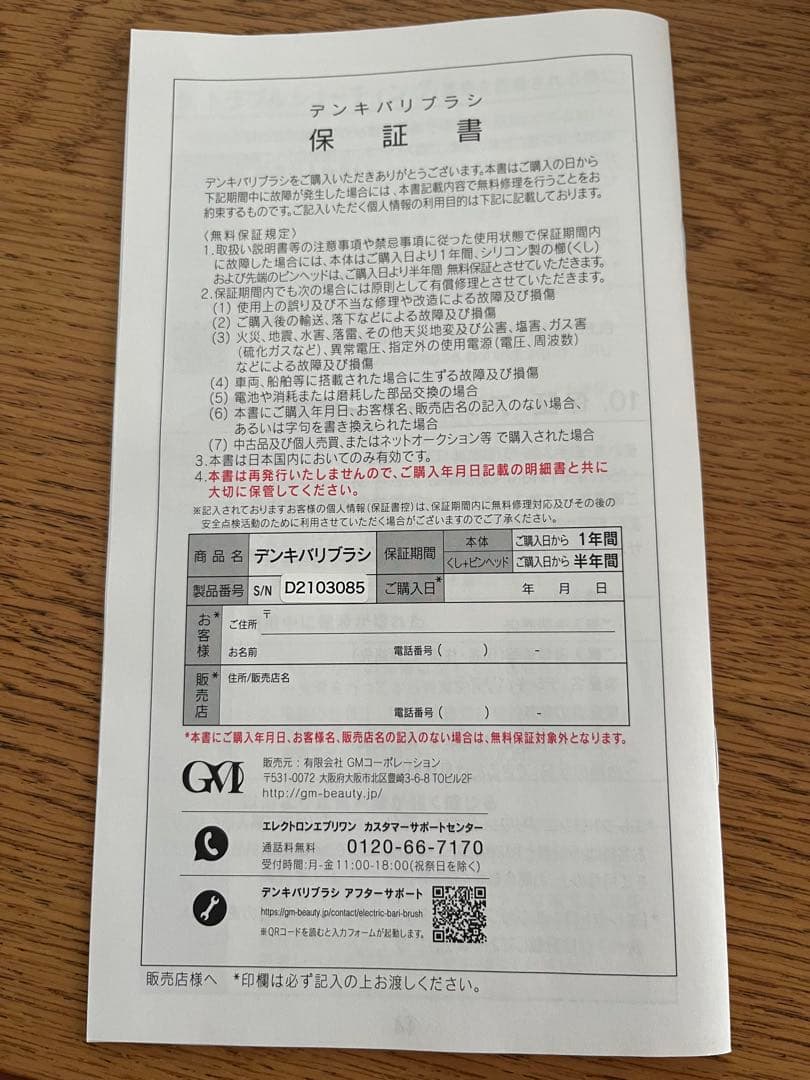 デンキバリブラシ
保証書
デンキバリブラシをご購入いただきありがとうございます。本書はご購入の日から
下記期間中に故障が発生した場合には、本書記載内容で無料修理を行うことをお
約束するものです。ご記入いただく個人情報の利用目的は下記に記載しております。
〈無料保証規定〉
1.取扱い説明書等の注意事項や禁忌事項に従った使用状態で保証期間内
に故障した場合には、本体はご購入日より1年間、シリコン製の櫛(くし)
および先端のピンヘッドは、ご購入日より半年間 無料保証とさせていただきます。
2.保証期間内でも次の場合には原則として有償修理とさせていただきます。
(1) 使用上の誤り及び不当な修理や改造による故障及び損傷
(2) ご購入後の輸送、落下などによる故障及び損傷
(3) 火災、地震、水害、落雷、その他天災地変及び公害、塩害、ガス害
(硫化ガスなど)、異常電圧、指定外の使用電源(電圧、周波数)
などによる故障及び損傷
(4) 車両、船舶等に搭載された場合に生ずる故障及び損傷
(5) 電池や消耗または磨耗した部品交換の場合
(6) 本書にご購入年月日、お客様名、販売店名の記入のない場合、
あるいは字句を書き換えられた場合
(7) 中古品及び個人売買、またはネットオークション等 で購入された場合
3.本書は日本国内においてのみ有効です。
4.本書は再発行いたしませんので、ご購入年月日記載の明細書と共に
大切に保管してください。
※記入されておりますお客様の個人情報(保証書控)は、保証期間内に無料修理対応及びその後の
安全点検活動のために利用させていただく場合がございますのでご了承ください。
商品名 デンキバリブラシ 保証期間 本体 ご購入日から 1年間
くし+ピンヘッド ご購入日から 半年間
製品番号 S/N D2103085 ご購入日* 年 月 日
お客様* ご住所 〒
お名前 電話番号 ( ) -
販売店* 住所/販売店名
電話番号 ( ) -
*本書にご購入年月日、お客様名、販売店名の記入のない場合は、無料保証対象外となります。
GM 販売元：有限会社 GMコーポレーション
〒531-0072 大阪府大阪市北区豊崎3-6-8 TOビル2F
http://gm-beauty.jp/
エレクトロンエブリワン カスタマーサポートセンター
通話料無料 0120-66-7170
受付時間:月-金 11:00-18:00(祝祭日を除く)
デンキバリブラシ アフターサポート
https://gm-beauty.jp/contact/electric-bari-brush
※QRコードを読むと入力フォームが起動します。
販売店様へ *印欄は必ず記入の上お渡しください。